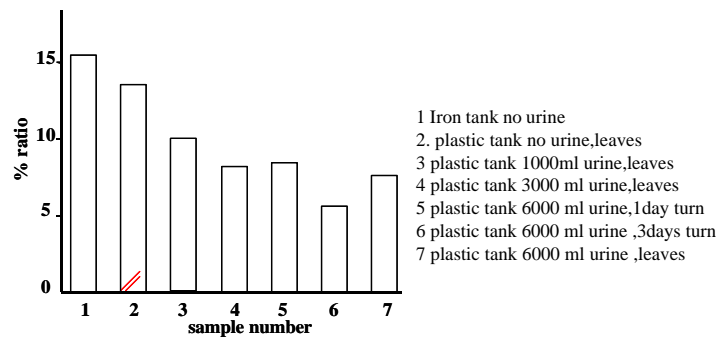 % ratio
15
10
5
0
1 2 3 4 5 6 7
sample number
1 Iron tank no urine
2. plastic tank no urine,leaves
3 plastic tank 1000ml urine,leaves
4 plastic tank 3000 ml urine,leaves
5 plastic tank 6000 ml urine,1day turn
6 plastic tank 6000 ml urine ,3days turn
7 plastic tank 6000 ml urine ,leaves